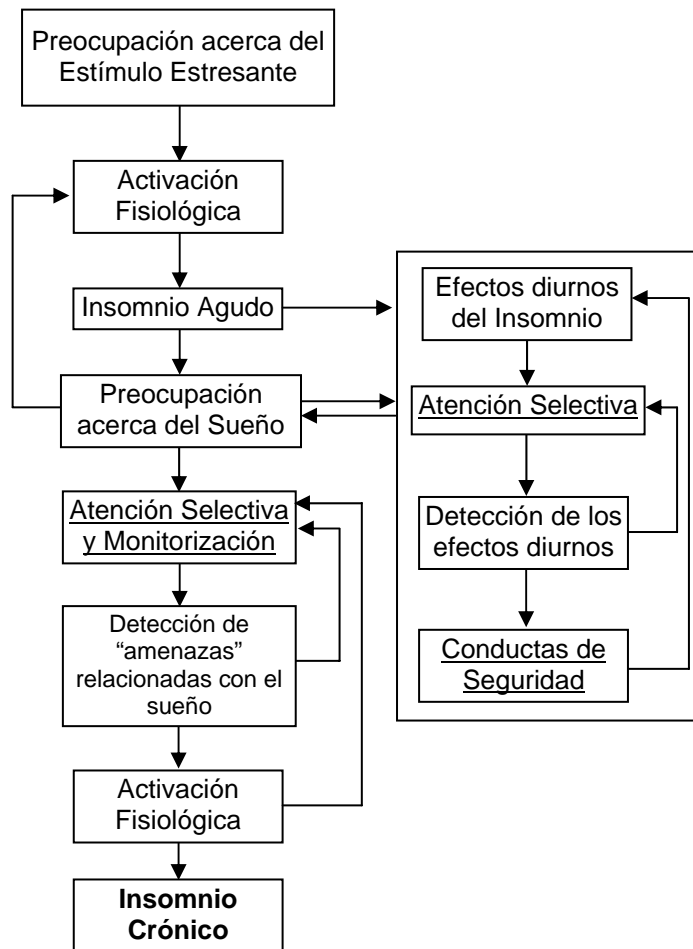 Preocupación acerca del
Estímulo Estresante
Activación
Fisiológica
Insomnio Agudo
Preocupación
acerca del Sueño
Atención Selectiva
y Monitorización
Detección de
“amenazas”
relacionadas con el
sueño
Activación
Fisiológica
Insomnio
Crónico
Efectos diurnos
del Insomnio
Atención Selectiva
Detección de los
efectos diurnos
Conductas de
Seguridad